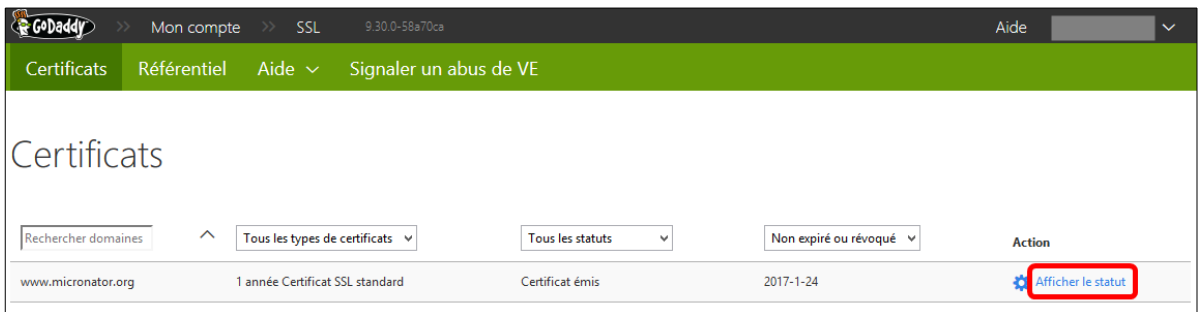 GoDaddy >> Mon compte >> SSL 9.30.0-58a70ca Aide
Certificats Référentiel Aide Signaler un abus de VE
Certificats
Rechercher domaines Tous les types de certificats Tous les statuts Non expiré ou révoqué Action
www.micronator.org 1 année Certificat SSL standard Certificat émis 2017-1-24 Afficher le statut